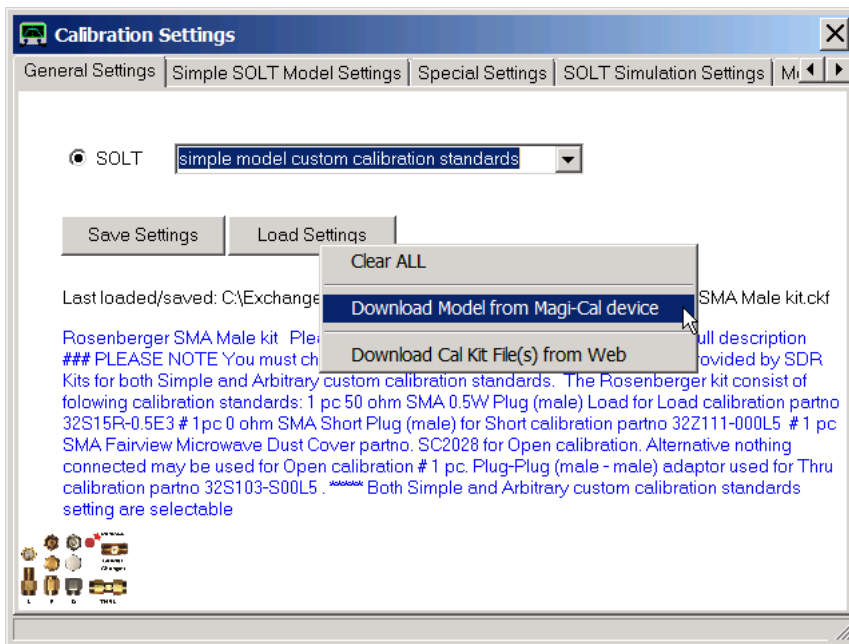 Calibration Settings
General Settings Simple SOLT Model Settings Special Settings SOLT Simulation Settings
SOLT simple model custom calibration standards
Save Settings Load Settings
Clear ALL
Download Model from Magi-Cal device
Download Cal Kit File(s) from Web
Last loaded/saved: C:\Exchange SMA Male kit.ckf
Rosenberger SMA Male kit ull description
### PLEASE NOTE You must ch rovided by SDR
Kits for both Simple and Arbitrary custom calibration standards. The Rosenberger kit consist of
folowing calibration standards: 1 pc 50 ohm SMA 0.5W Plug (male) Load for Load calibration partno
32S15R-0.5E3 # 1pc 0 ohm SMA Short Plug (male) for Short calibration partno 32Z111-000L5 # 1 pc
SMA Fairview Microwave Dust Cover partno. SC2028 for Open calibration. Alternative nothing
connected may be used for Open calibration # 1 pc. Plug-Plug (male - male) adaptor used for Thru
calibration partno 32S103-S00L5 . ****** Both Simple and Arbitrary custom calibration standards
setting are selectable